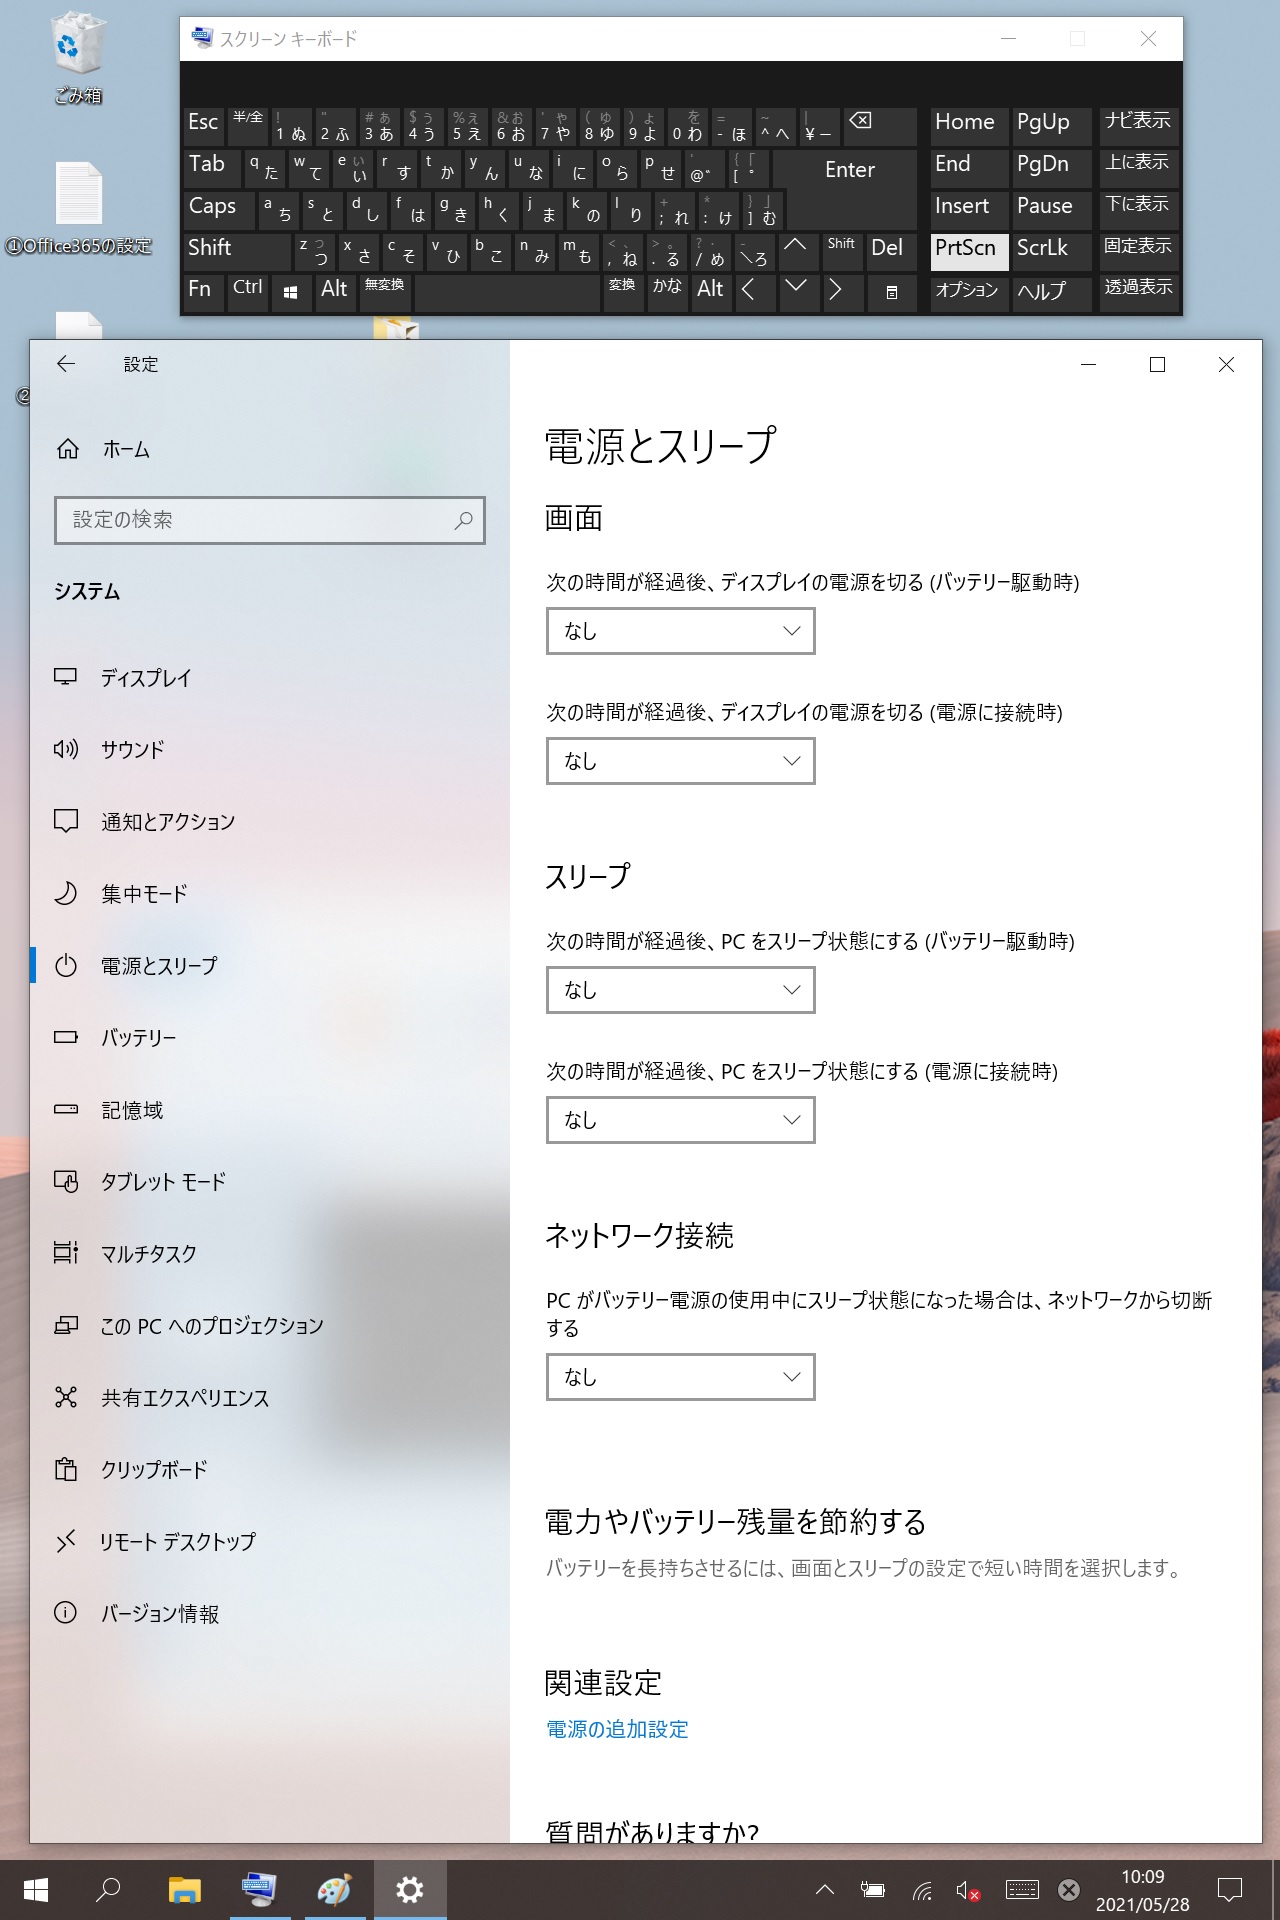 ごみ箱
①Office365の設定
②
スクリーン キーボード
Esc 半/全 ! 1 ぬ " 2 ふ # ぁ 3 あ $ ぅ 4 う % ぇ 5 え & ぉ 6 お ' ゃ 7 や ( ゅ 8 ゆ ) ょ 9 よ を 0 わ = - ほ ~ ^ へ | ¥ ー Home PgUp ナビ表示
Tab q た w て e ぃ い r す t か y ん u な i に o ら p せ ` @ ゛ { 「 [ ゜ Enter End PgDn 上に表示
Caps a ち s と d し f は g き h く j ま k の l り + ; れ * : け } 」 ] む Insert Pause 下に表示
Shift z っ つ x さ c そ v ひ b こ n み m も < 、 , ね > 。 . る ? ・ / め - \ ろ Shift Del PrtScn ScrLk 固定表示
Fn Ctrl Alt 無変換 変換 かな Alt オプション ヘルプ 透過表示
設定
ホーム
設定の検索
システム
ディスプレイ
サウンド
通知とアクション
集中モード
電源とスリープ
バッテリー
記憶域
タブレット モード
マルチタスク
この PC へのプロジェクション
共有エクスペリエンス
クリップボード
リモート デスクトップ
バージョン情報
電源とスリープ
画面
次の時間が経過後、ディスプレイの電源を切る (バッテリー駆動時)
なし
次の時間が経過後、ディスプレイの電源を切る (電源に接続時)
なし
スリープ
次の時間が経過後、PC をスリープ状態にする (バッテリー駆動時)
なし
次の時間が経過後、PC をスリープ状態にする (電源に接続時)
なし
ネットワーク接続
PC がバッテリー電源の使用中にスリープ状態になった場合は、ネットワークから切断
する
なし
電力やバッテリー残量を節約する
バッテリーを長持ちさせるには、画面とスリープの設定で短い時間を選択します。
関連設定
電源の追加設定
質問がありますか?
10:09
2021/05/28